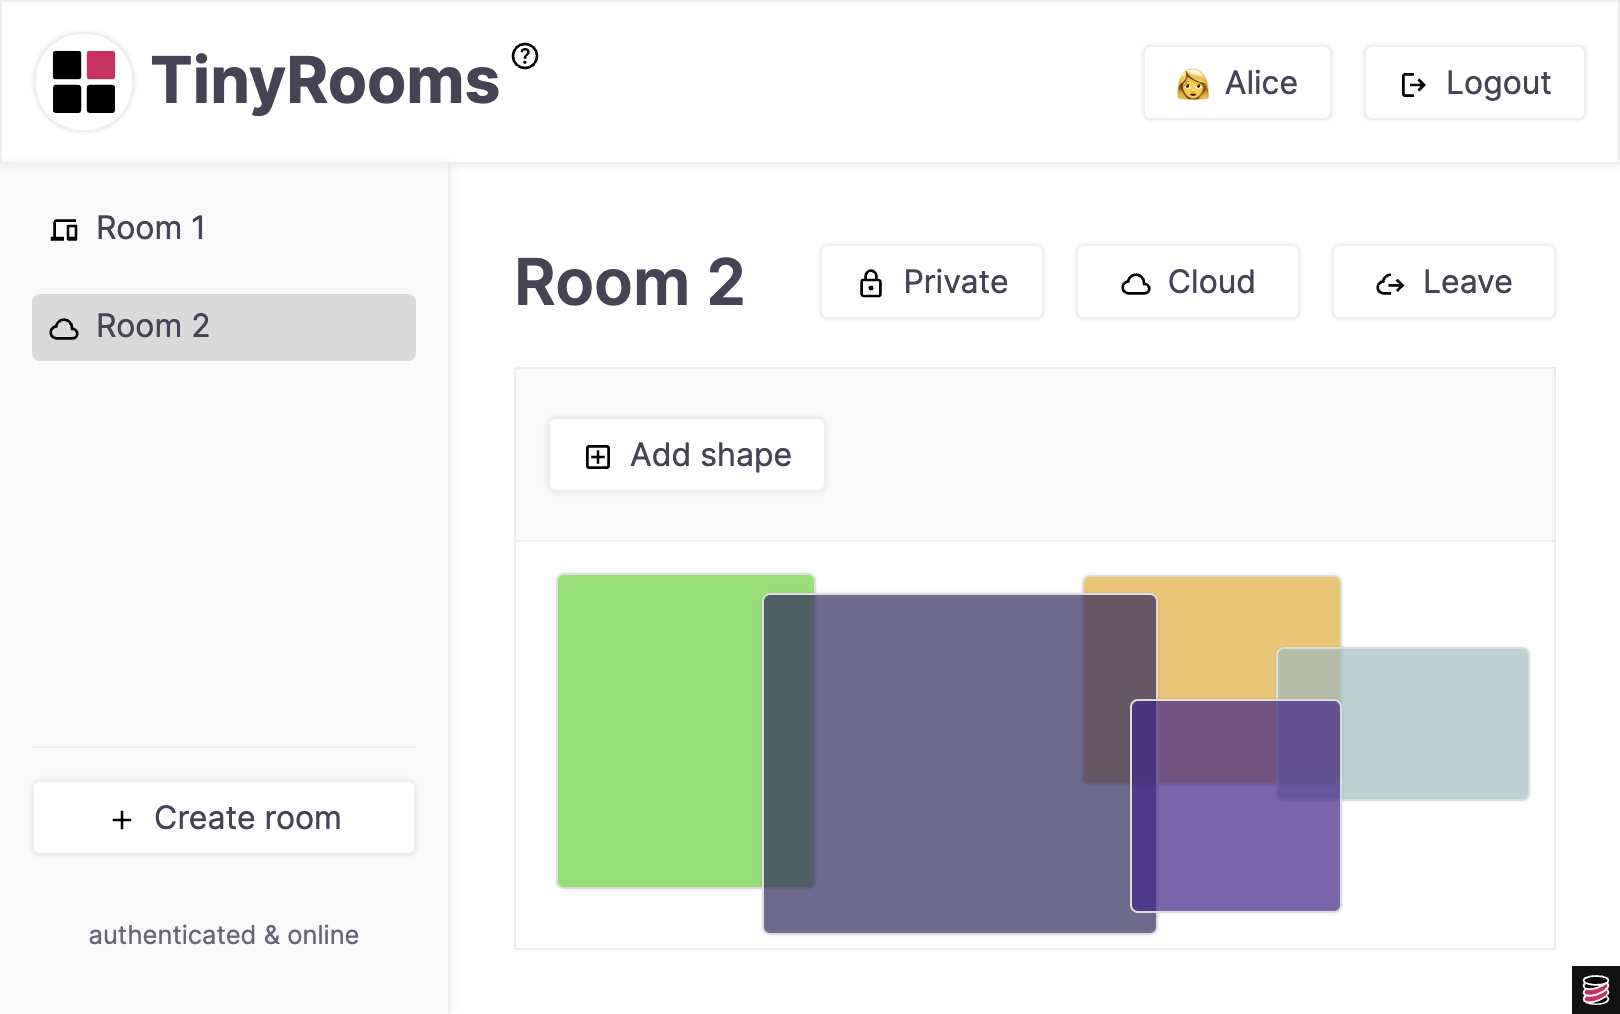 TinyRooms
Alice
Logout
Room 1
Room 2
Create room
authenticated & online
Room 2
Private
Cloud
Leave
Add shape